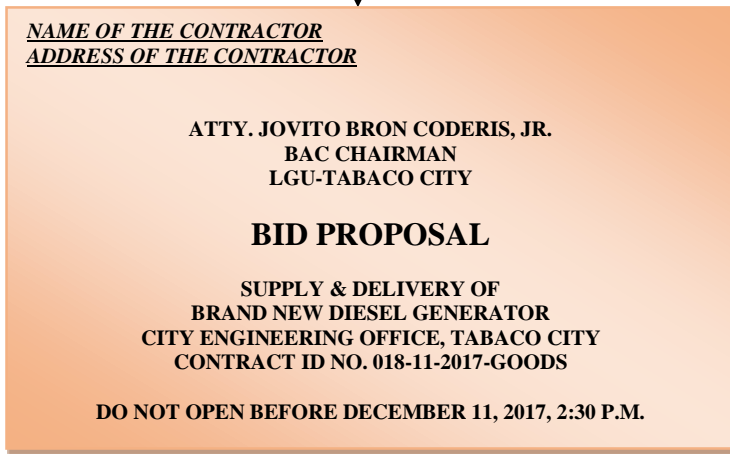 NAME OF THE CONTRACTOR
ADDRESS OF THE CONTRACTOR
ATTY. JOVITO BRON CODERIS, JR.
BAC CHAIRMAN
LGU-TABACO CITY
BID PROPOSAL
SUPPLY & DELIVERY OF
BRAND NEW DIESEL GENERATOR
CITY ENGINEERING OFFICE, TABACO CITY
CONTRACT ID NO. 018-11-2017-GOODS
DO NOT OPEN BEFORE DECEMBER 11, 2017, 2:30 P.M.